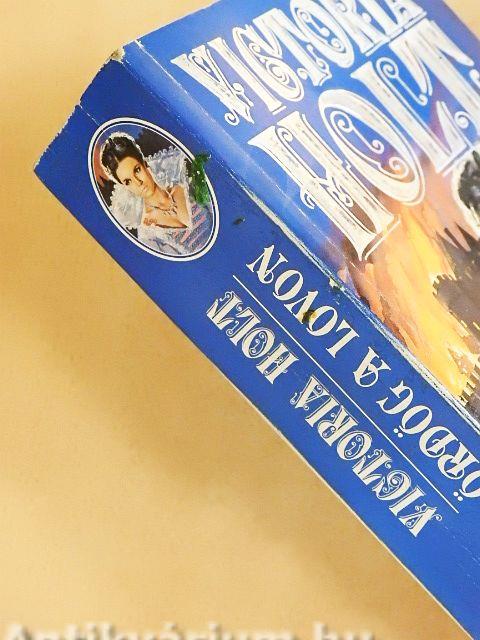 VICTORIA
HOLT
VICTORIA HOLT
ÖRDÖG A LOVON
Antikvárium.hu